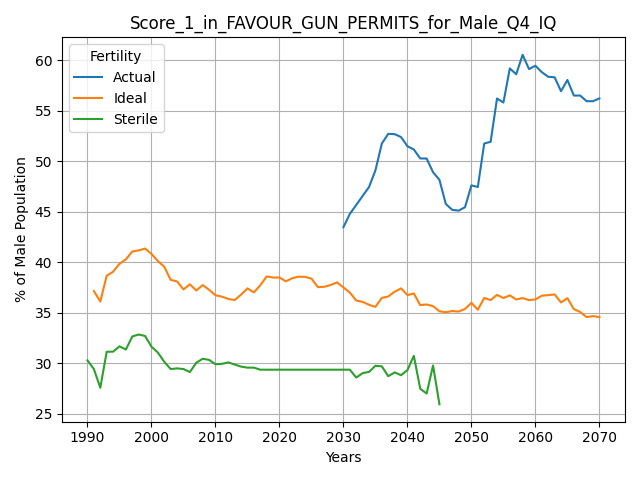 Score_1_in_FAVOUR_GUN_PERMITS_for_Male_Q4_IQ
Fertility
Actual
Ideal
Sterile
% of Male Population
60
55
50
45
40
35
30
25
1990 2000 2010 2020 2030 2040 2050 2060 2070
Years